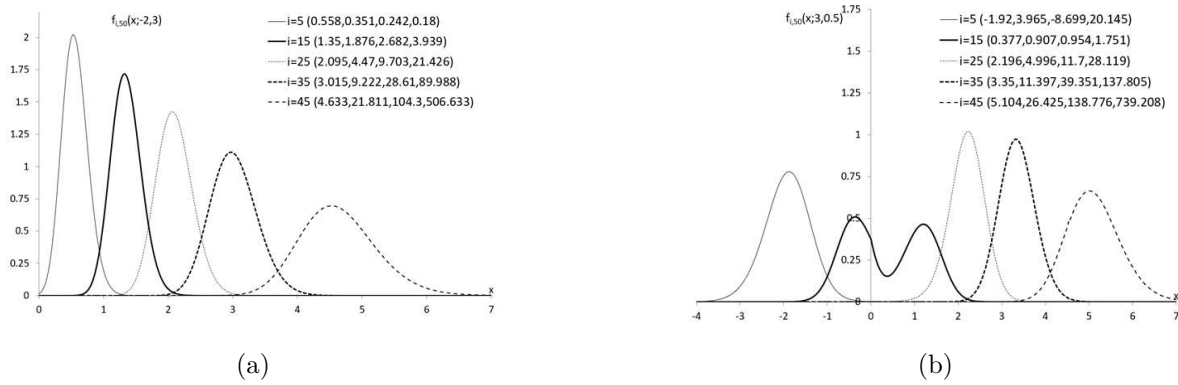 f_{i,50}(x;-2,3)
i=5 (0.558,0.351,0.242,0.18)
i=15 (1.35,1.876,2.682,3.939)
i=25 (2.095,4.47,9.703,21.426)
i=35 (3.015,9.222,28.61,89.988)
i=45 (4.633,21.811,104.3,506.633)
2
1.75
1.5
1.25
1
0.75
0.5
0.25
0
x
0 1 2 3 4 5 6 7
(a)
f_{i,50}(x;3,0.5)
i=5 (-1.92,3.965,-8.699,20.145)
i=15 (0.377,0.907,0.954,1.751)
i=25 (2.196,4.996,11.7,28.119)
i=35 (3.35,11.397,39.351,137.805)
i=45 (5.104,26.425,138.776,739.208)
1.75
1.5
1.25
1
0.75
0.5
0.25
0
x
-4 -3 -2 -1 0 1 2 3 4 5 6 7
(b)